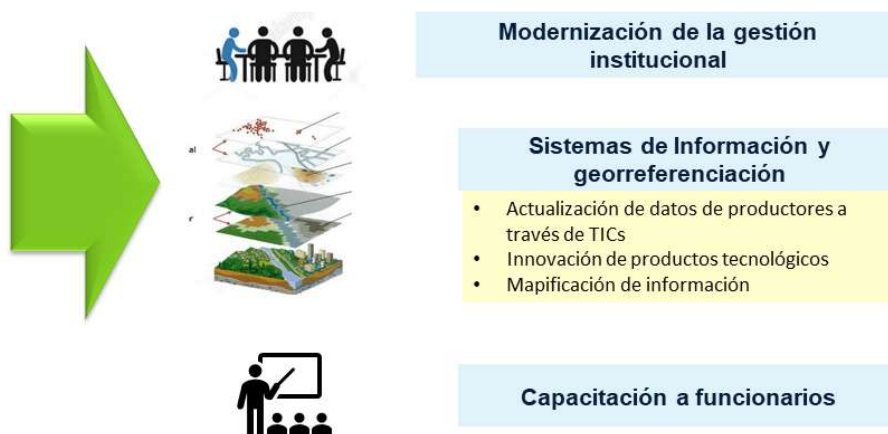 Modernización de la gestión
institucional
al
Sistemas de Información y
georreferenciación
r
• Actualización de datos de productores a
través de TICs
• Innovación de productos tecnológicos
• Mapificación de información
Capacitación a funcionarios